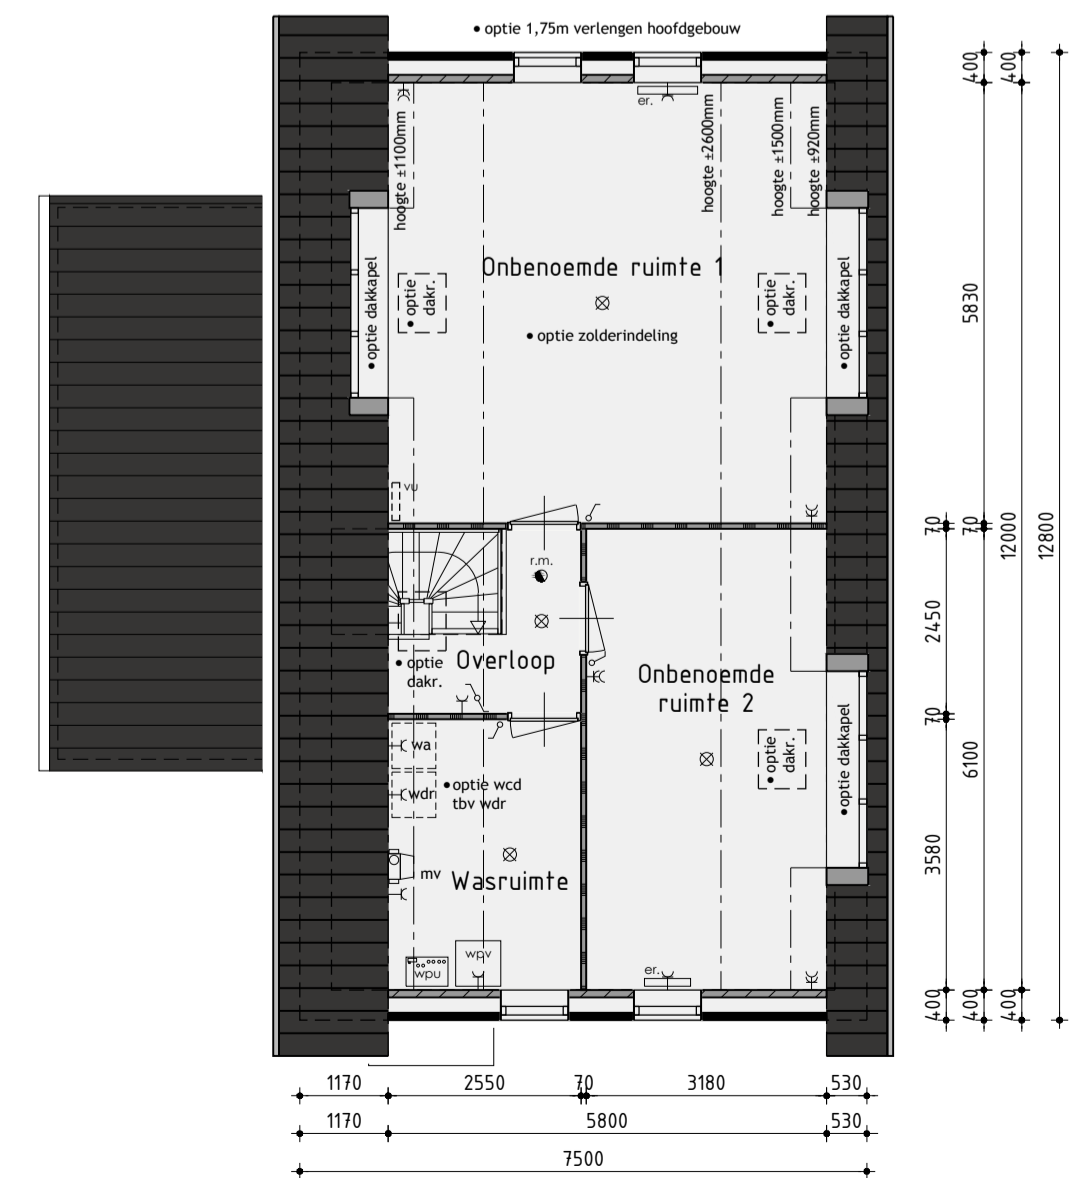 • optie 1,75m verlengen hoofdgebouw
er.
hoogte ±1100mm
hoogte ±2600mm
hoogte ±1500mm
hoogte ±920mm
400
400
Onbenoemde ruimte 1
• optie dakkapel
• optie
dakr.
• optie
dakr.
• optie dakkapel
• optie zolderindeling
5830
vu
70
70
12000
12800
r.m.
2450
Overloop
• optie
dakr.
Onbenoemde
ruimte 2
70
wa
wdr
• optie wcd
tbv wdr
• optie
dakr.
• optie dakkapel
6100
3580
mv
Wasruimte
wpu
wpv
er.
400
400
400
1170
2550
70
3180
530
1170
5800
530
7500